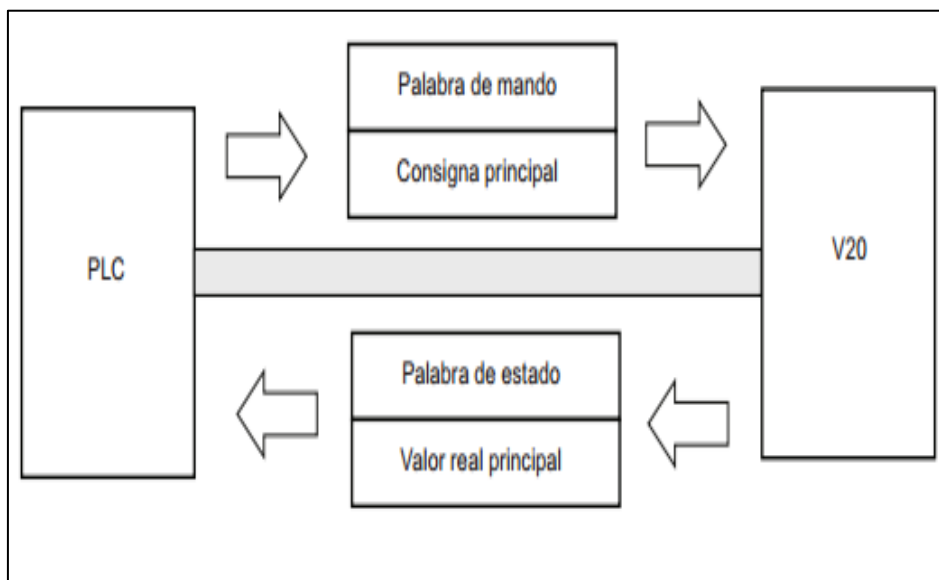 Palabra de mando
Consigna principal
PLC
V20
Palabra de estado
Valor real principal